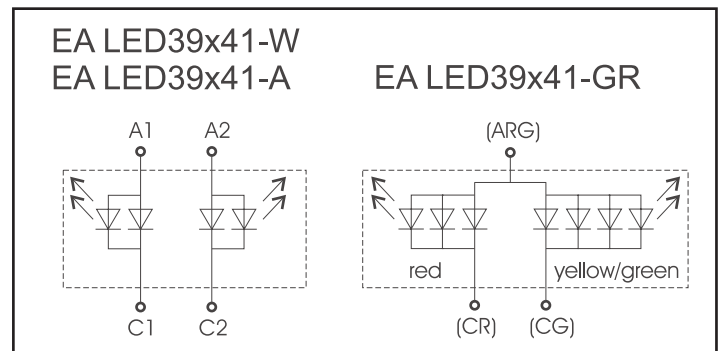 EA LED39x41-W
EA LED39x41-A
EA LED39x41-GR
A1 A2
(ARG)
red
yellow/green
C1 C2
(CR) (CG)